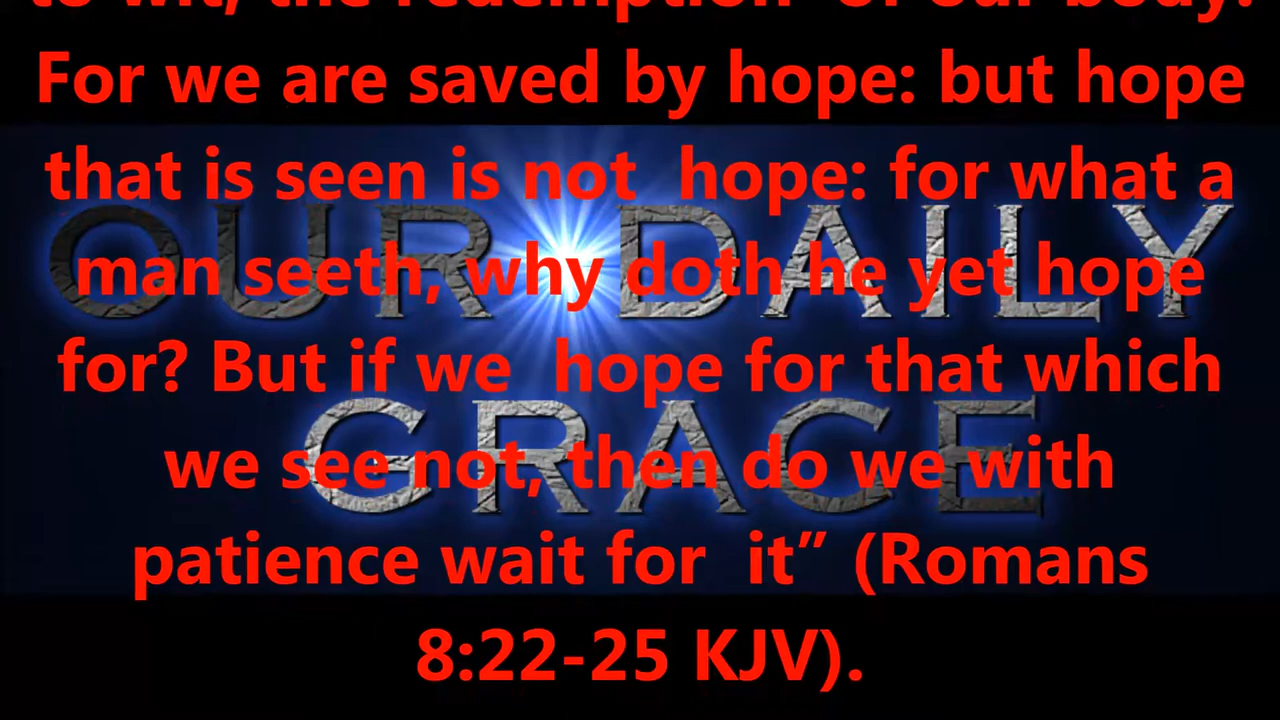 to wit, the redemption of our body.
For we are saved by hope: but hope
that is seen is not hope: for what a
man seeth, why doth he yet hope
for? But if we hope for that which
we see not, then do we with
patience wait for it” (Romans
8:22-25 KJV).
OUR DAILY
GRACE